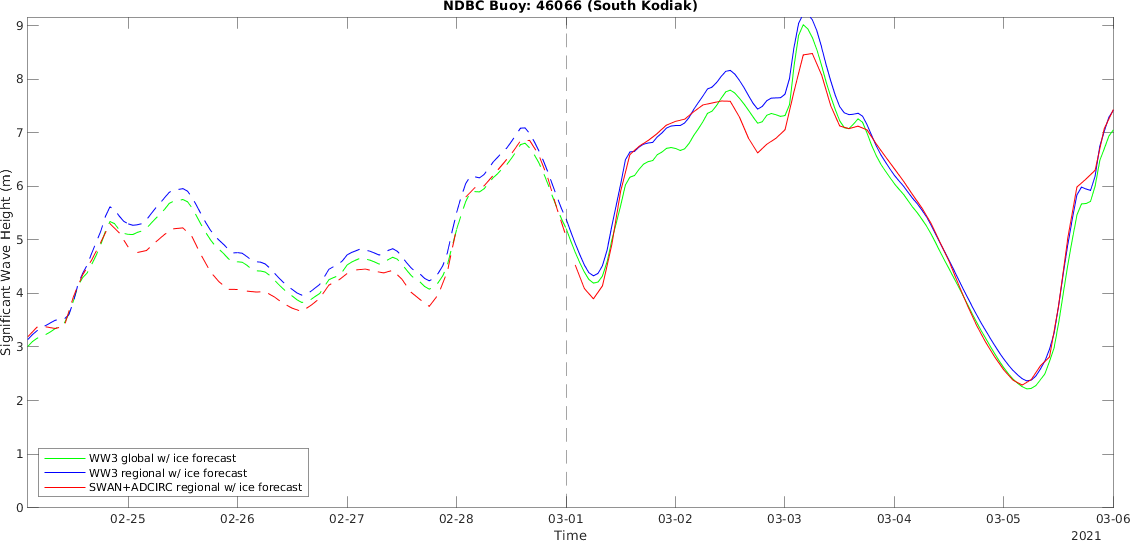 NDBC Buoy: 46066 (South Kodiak)
9
8
7
6
5
4
3
2
1
0
Significant Wave Height (m)
WW3 global w/ ice forecast
WW3 regional w/ ice forecast
SWAN+ADCIRC regional w/ ice forecast
02-25 02-26 02-27 02-28 03-01 03-02 03-03 03-04 03-05 03-06
Time
2021